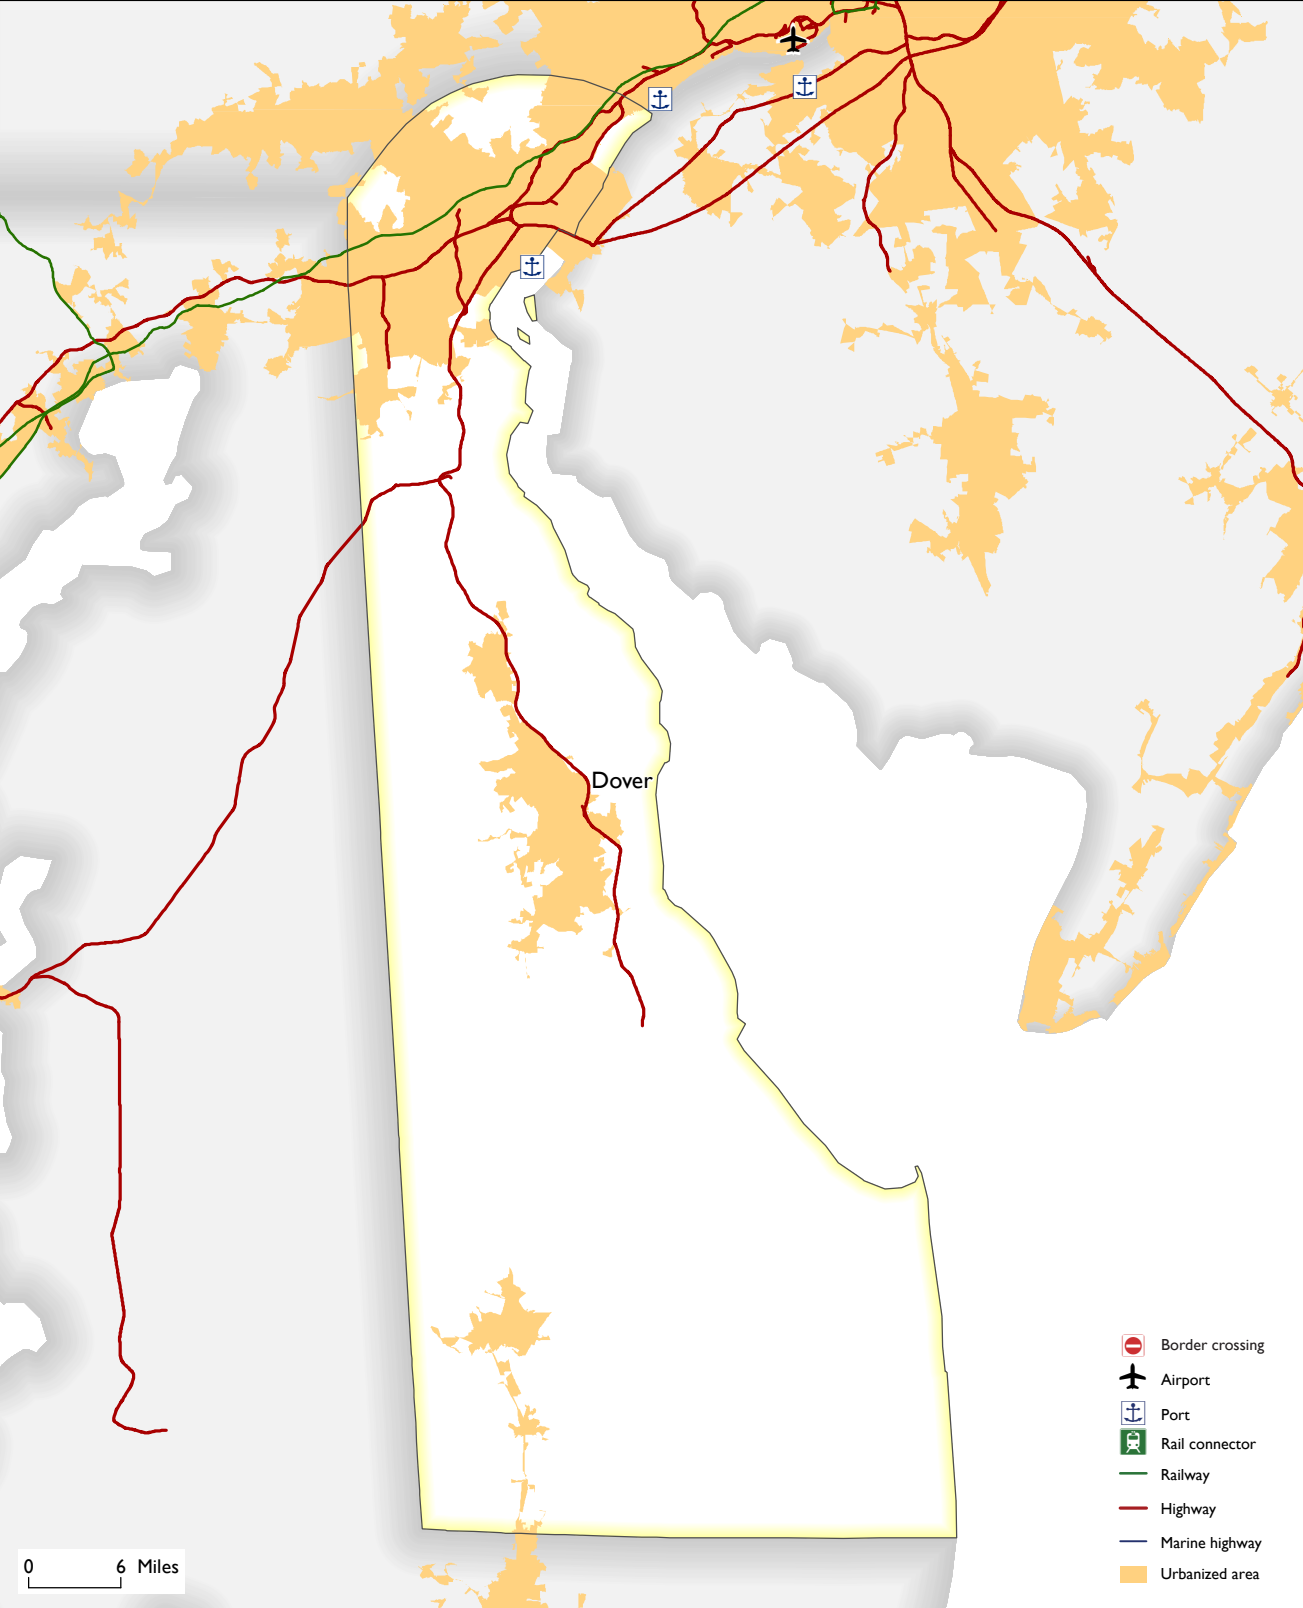 Dover
Border crossing
Airport
Port
Rail connector
Railway
Highway
Marine highway
Urbanized area
0 6 Miles